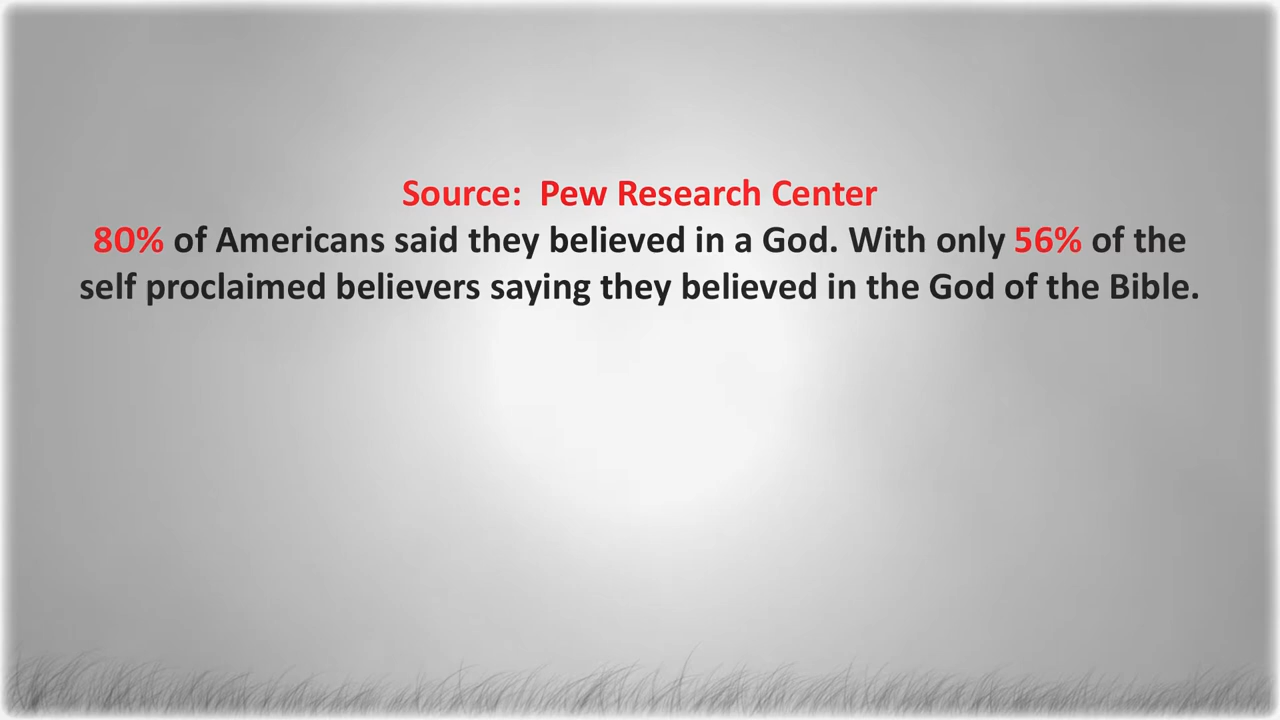 Source:  Pew Research Center
80% of Americans said they believed in a God. With only 56% of the
self proclaimed believers saying they believed in the God of the Bible.